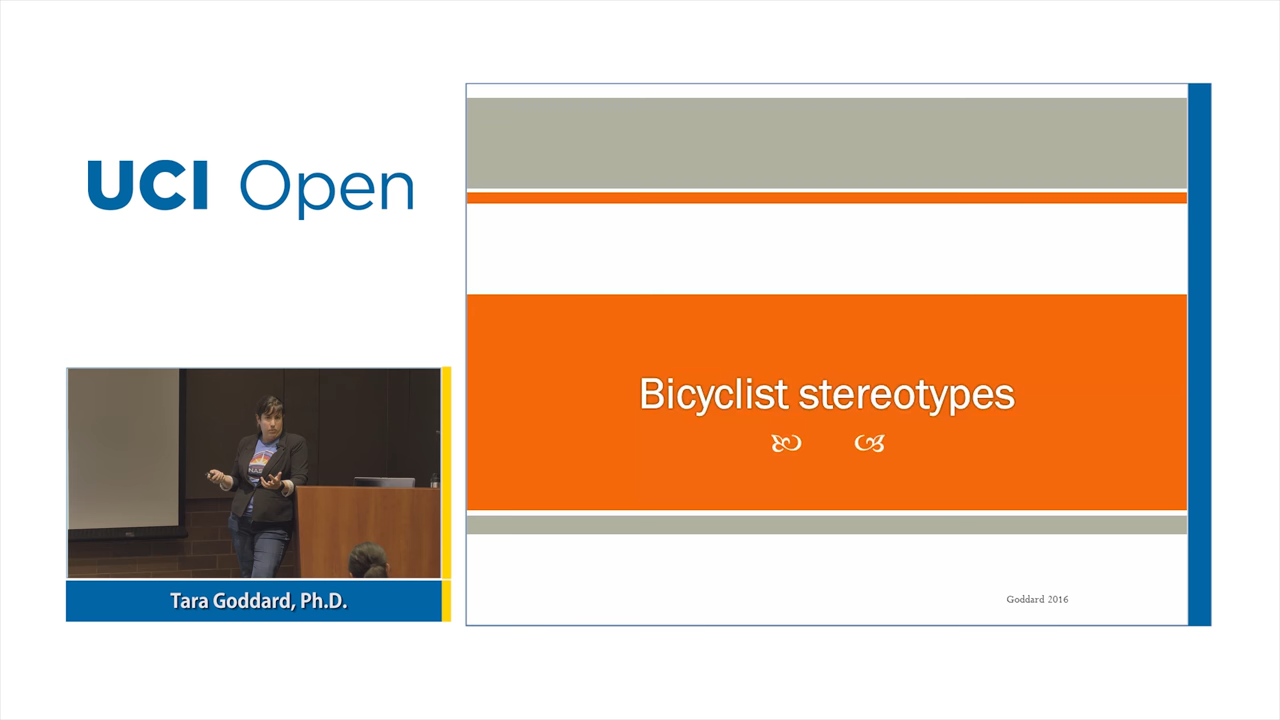 UCI Open
Bicyclist stereotypes
Tara Goddard, Ph.D.
Goddard 2016